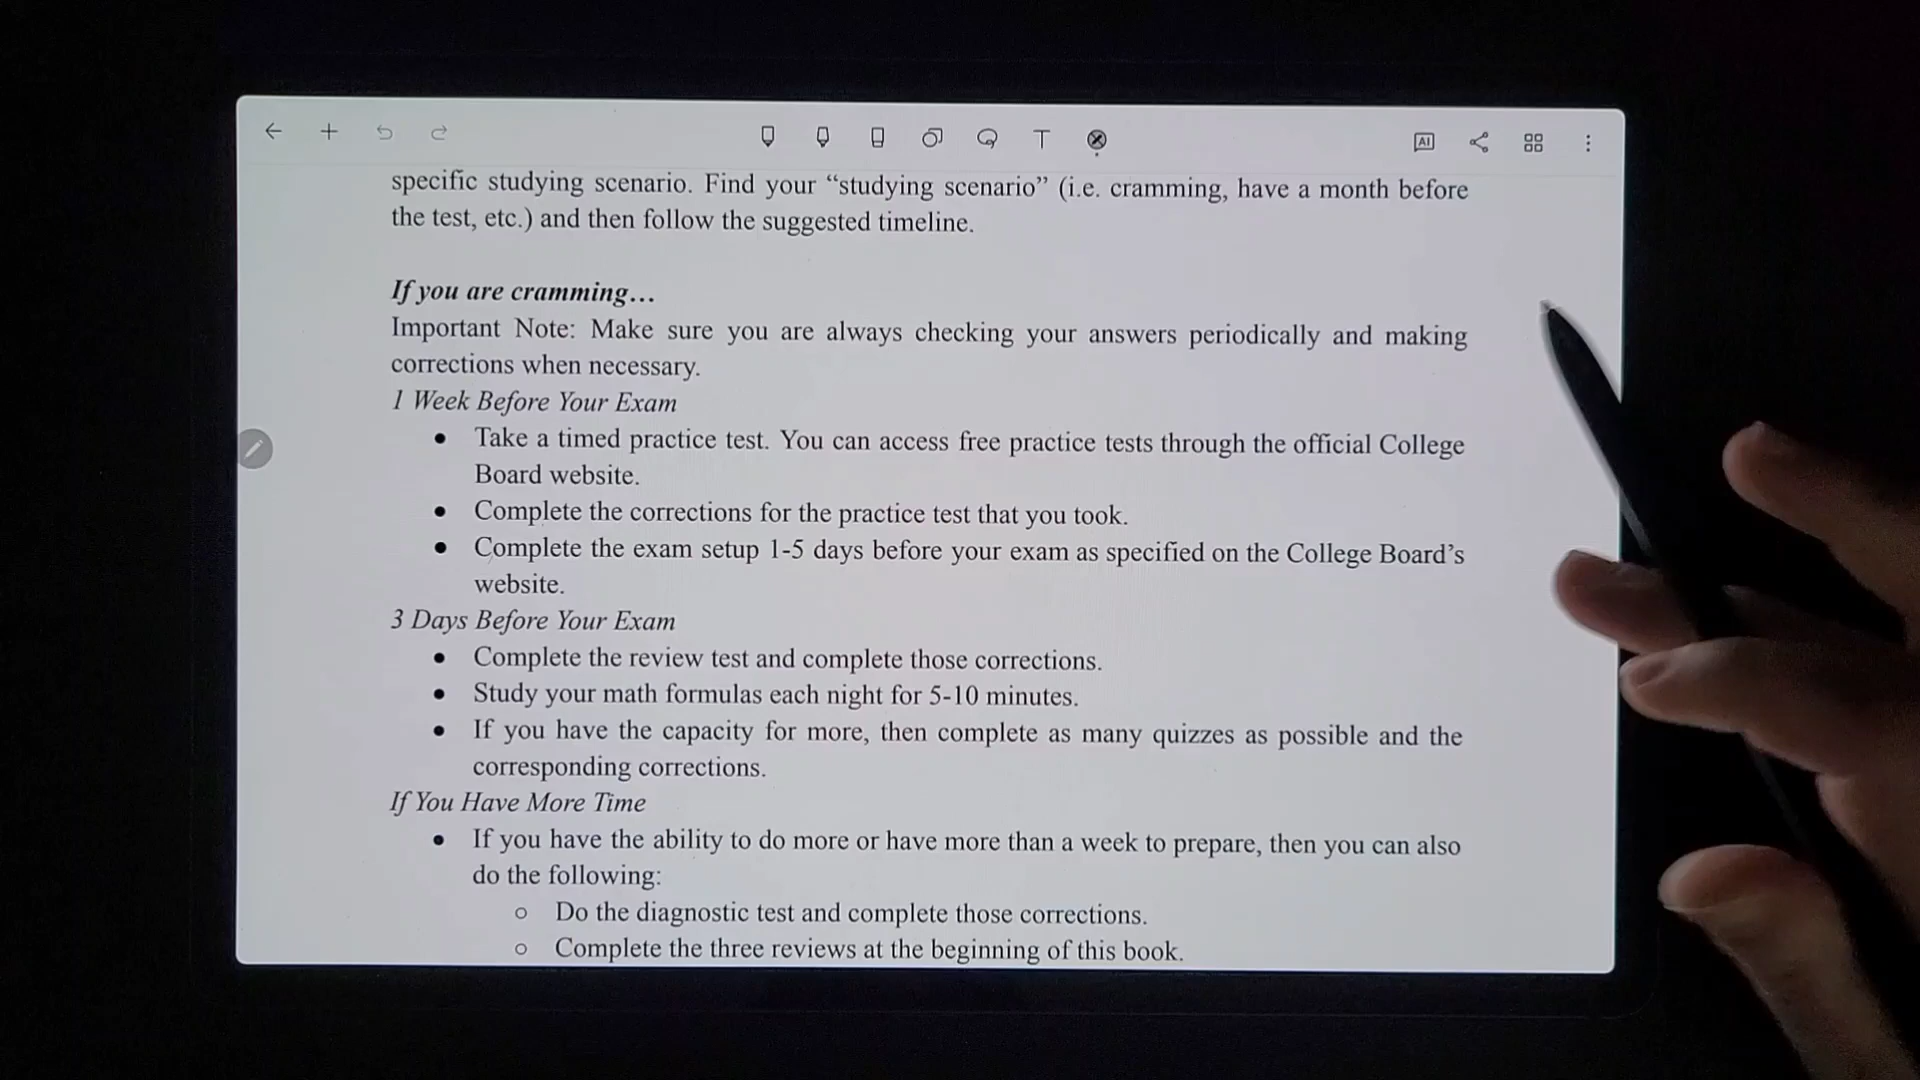 AI
T
specific studying scenario. Find your “studying scenario” (i.e. cramming, have a month before
the test, etc.) and then follow the suggested timeline.
If you are cramming…
Important Note: Make sure you are always checking your answers periodically and making
corrections when necessary.
1 Week Before Your Exam
● Take a timed practice test. You can access free practice tests through the official College
Board website.
● Complete the corrections for the practice test that you took.
● Complete the exam setup 1-5 days before your exam as specified on the College Board’s
website.
3 Days Before Your Exam
● Complete the review test and complete those corrections.
● Study your math formulas each night for 5-10 minutes.
● If you have the capacity for more, then complete as many quizzes as possible and the
corresponding corrections.
If You Have More Time
● If you have the ability to do more or have more than a week to prepare, then you can also
do the following:
○ Do the diagnostic test and complete those corrections.
○ Complete the three reviews at the beginning of this book.